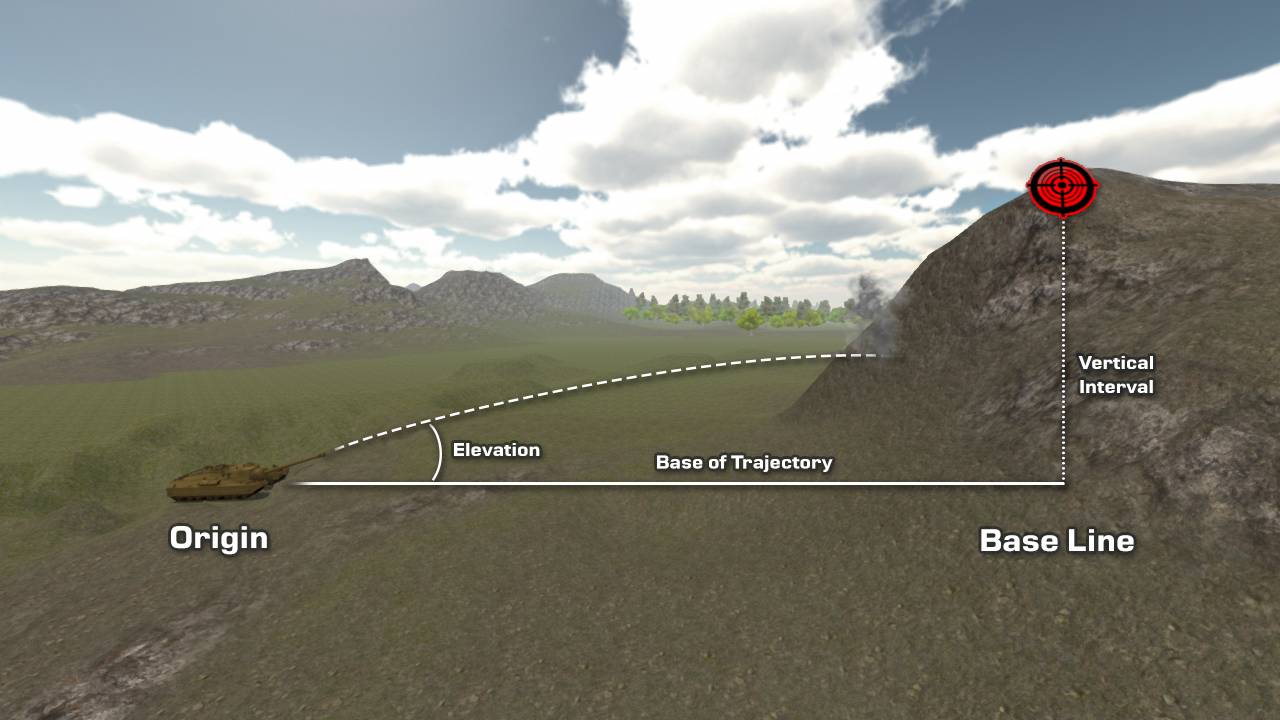 Vertical
Interval
Elevation
Base of Trajectory
Origin
Base Line